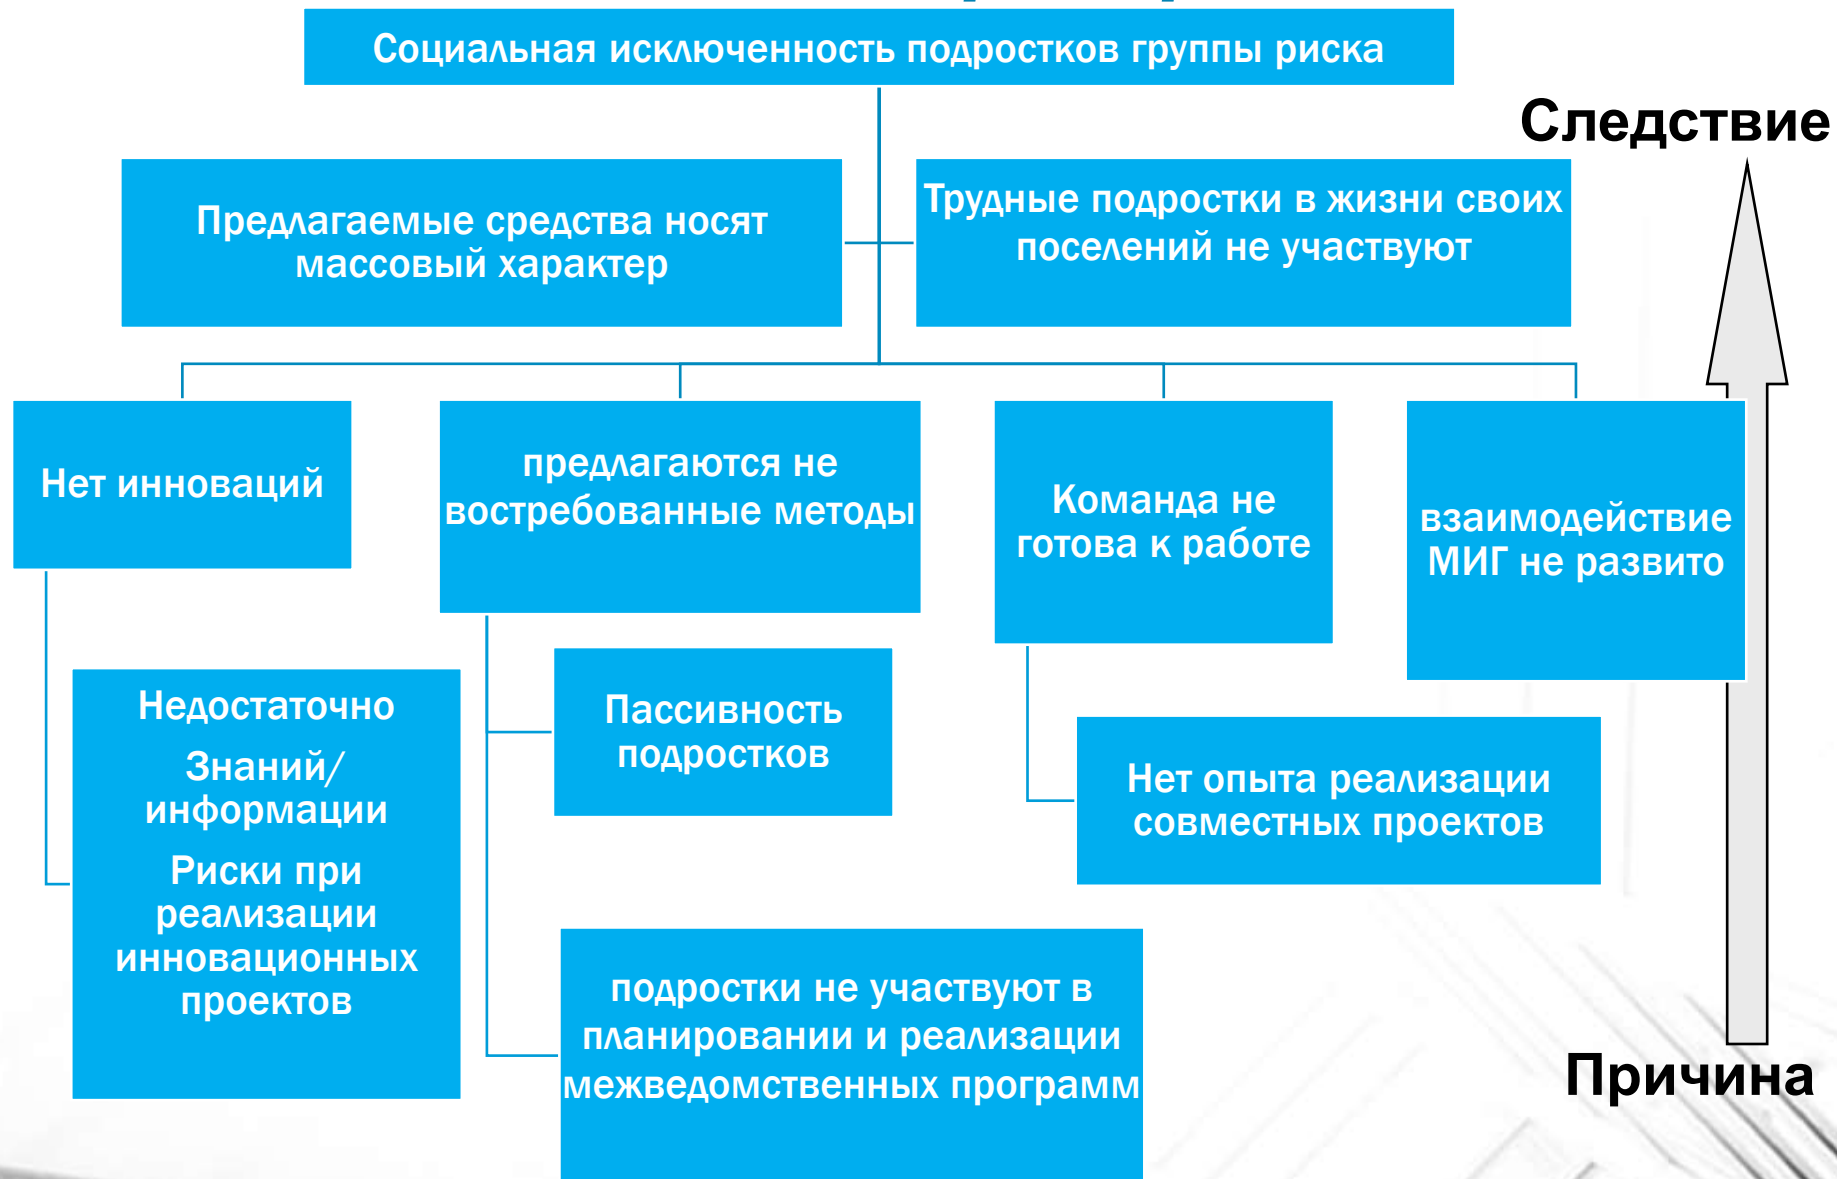 Социальная исключенность подростков группы риска
Следствие
Предлагаемые средства носят
массовый характер
Трудные подростки в жизни своих
поселений не участвуют
Нет инноваций
предлагаются не
востребованные методы
Команда не
готова к работе
взаимодействие
МИГ не развито
Недостаточно
Знаний/
информации
Риски при
реализации
инновационных
проектов
Пассивность
подростков
Нет опыта реализации
совместных проектов
подростки не участвуют в
планировании и реализации
межведомственных программ
Причина